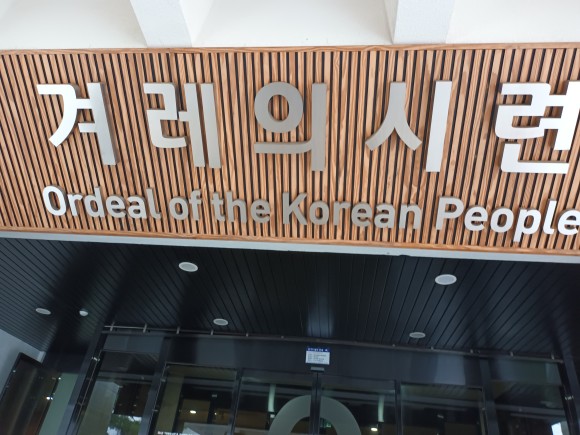 겨레의시련
Ordeal of the Korean People